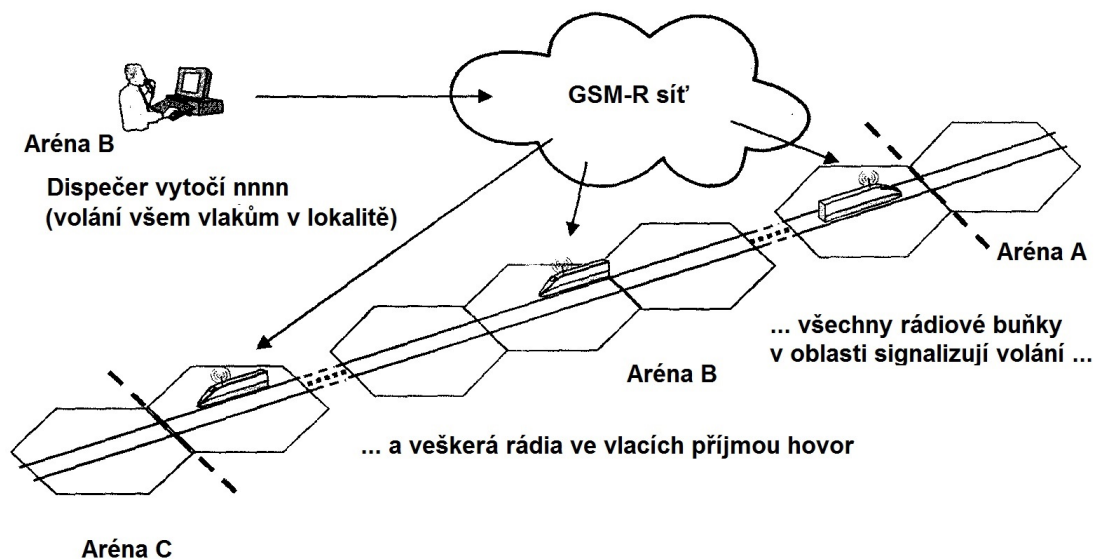 GSM-R síť
Aréna B
Dispečer vytočí nnnn
(volání všem vlakům v lokalitě)
Aréna A
... všechny rádiové buňky
v oblasti signalizují volání ...
Aréna B
... a veškerá rádia ve vlacích příjmou hovor
Aréna C